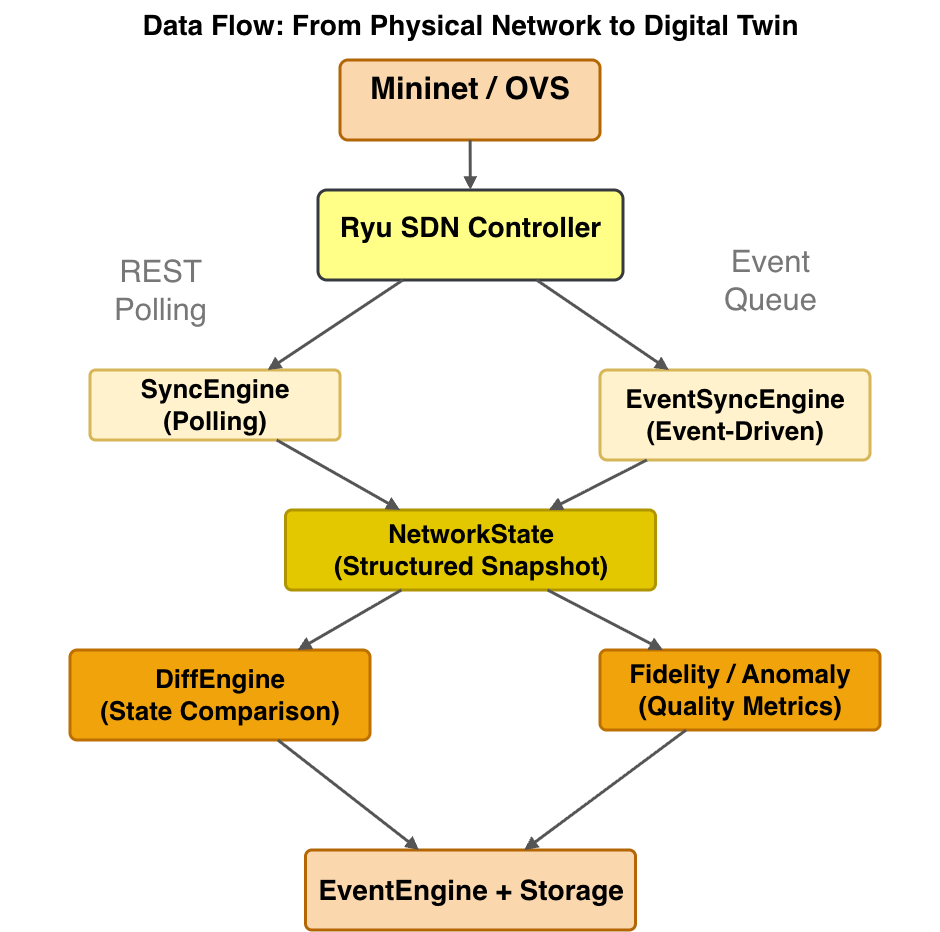 Data Flow: From Physical Network to Digital Twin
Mininet / OVS
Ryu SDN Controller
REST
Polling
Event
Queue
SyncEngine
(Polling)
EventSyncEngine
(Event-Driven)
NetworkState
(Structured Snapshot)
DiffEngine
(State Comparison)
Fidelity / Anomaly
(Quality Metrics)
EventEngine + Storage